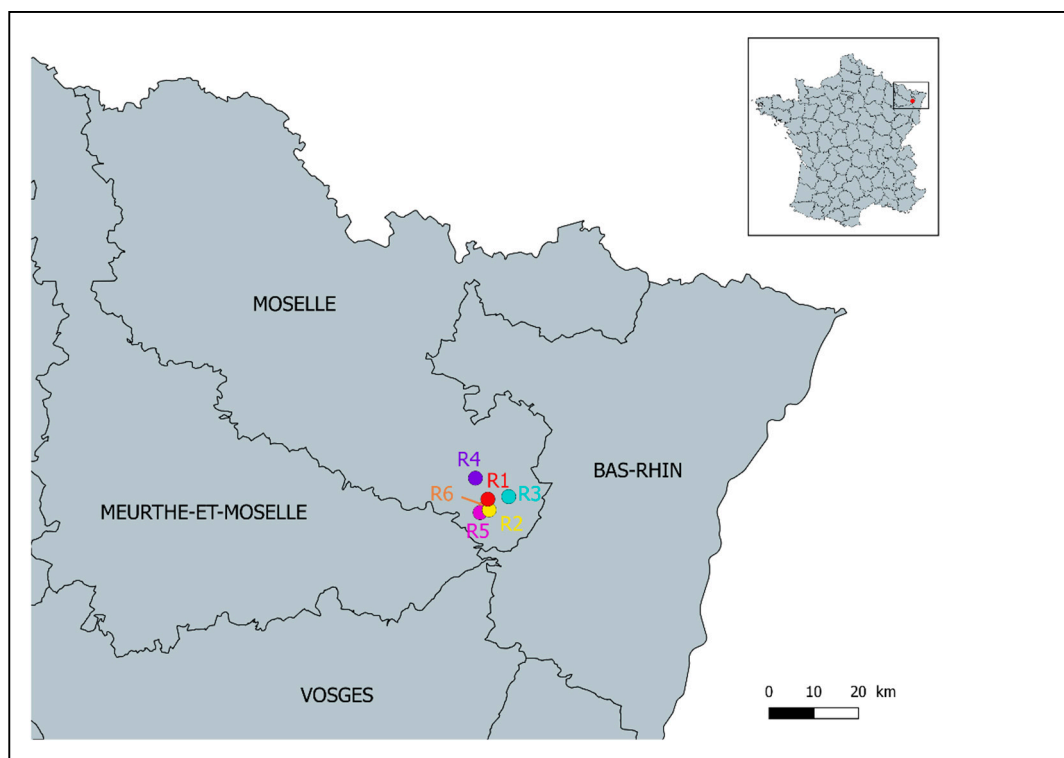 MOSELLE
R4
BAS-RHIN
R6
R1
R3
MEURTHE-ET-MOSELLE
R5
R2
VOSGES
0 10 20 km